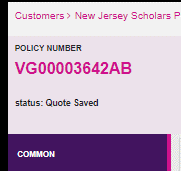 Customers > New Jersey Scholars P
POLICY NUMBER
VG00003642AB
status: Quote Saved
COMMON